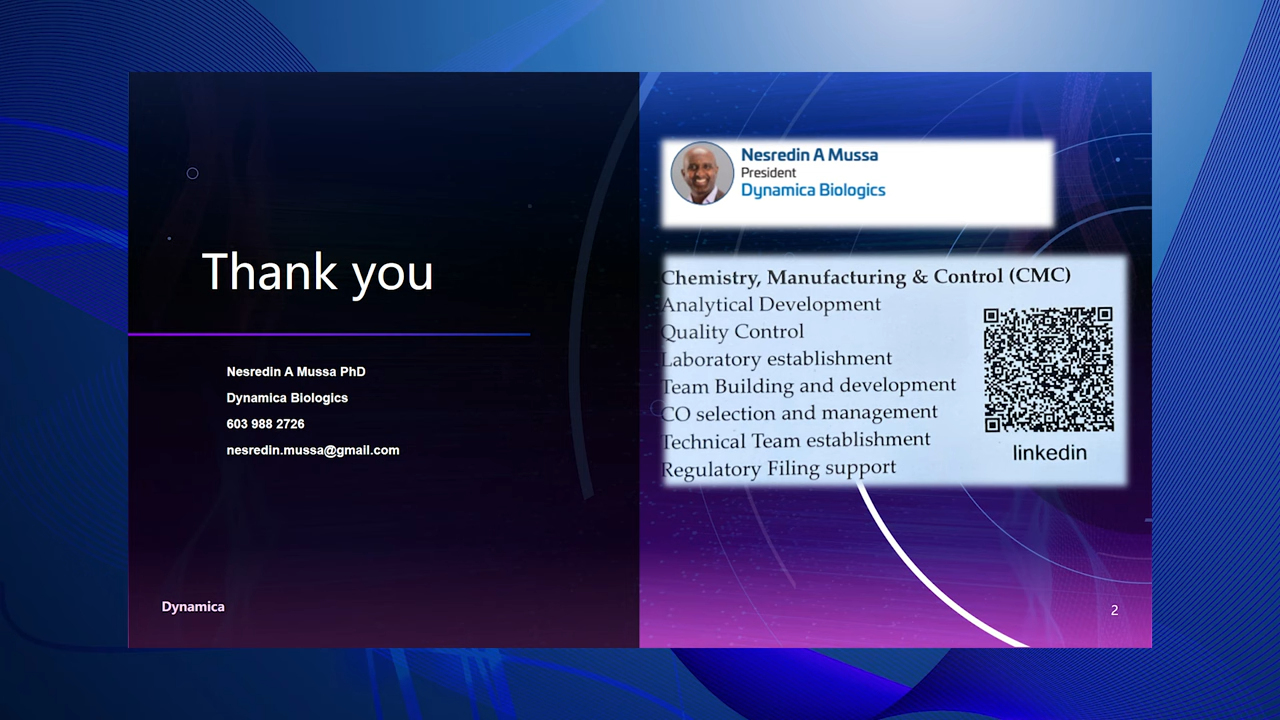 Thank you
Nesredin A Mussa PhD
Dynamica Biologics
603 988 2726
nesredin.mussa@gmail.com
Dynamica
Nesredin A Mussa
President
Dynamica Biologics
Chemistry, Manufacturing & Control (CMC)
Analytical Development
Quality Control
Laboratory establishment
Team Building and development
CO selection and management
Technical Team establishment
Regulatory Filing support
linkedin
2